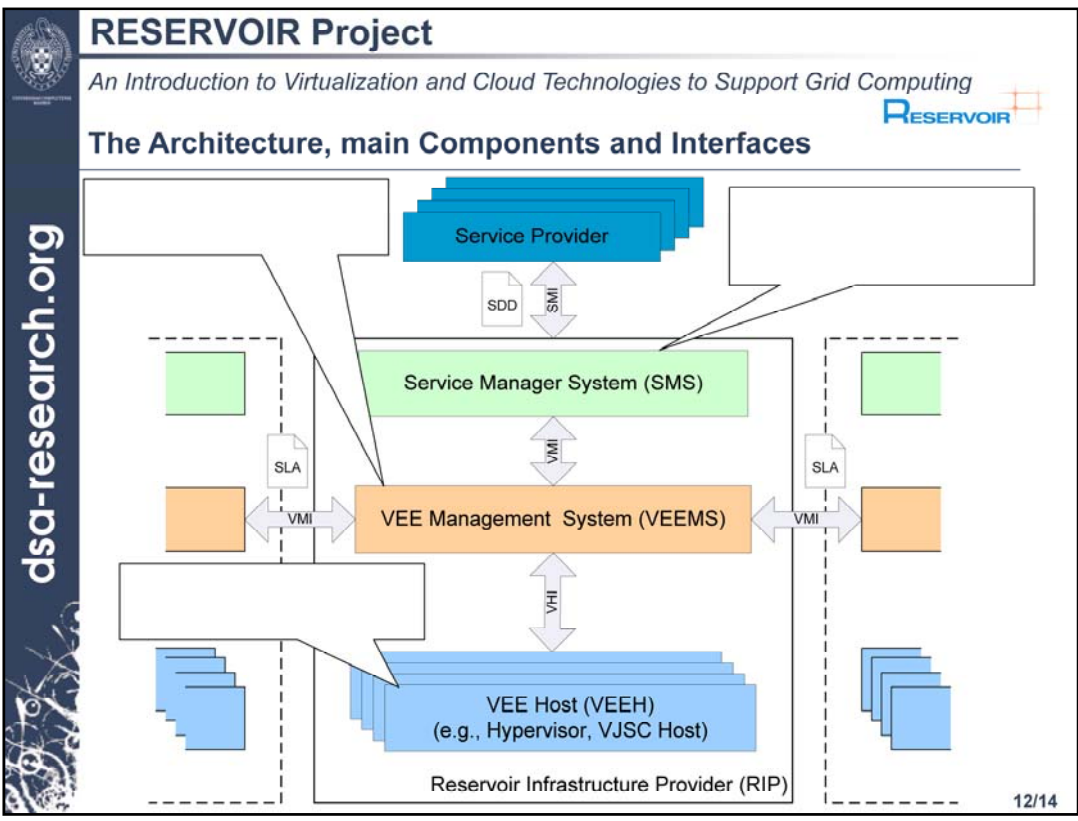 RESERVOIR Project
An Introduction to Virtualization and Cloud Technologies to Support Grid Computing
RESERVOIR
The Architecture, main Components and Interfaces
dsa-research.org
Service Provider
SDD
SMI
Service Manager System (SMS)
VMI
SLA
SLA
VMI
VEE Management System (VEEMS)
VMI
VHI
VEE Host (VEEH)
(e.g., Hypervisor, VJSC Host)
Reservoir Infrastructure Provider (RIP)
12/14